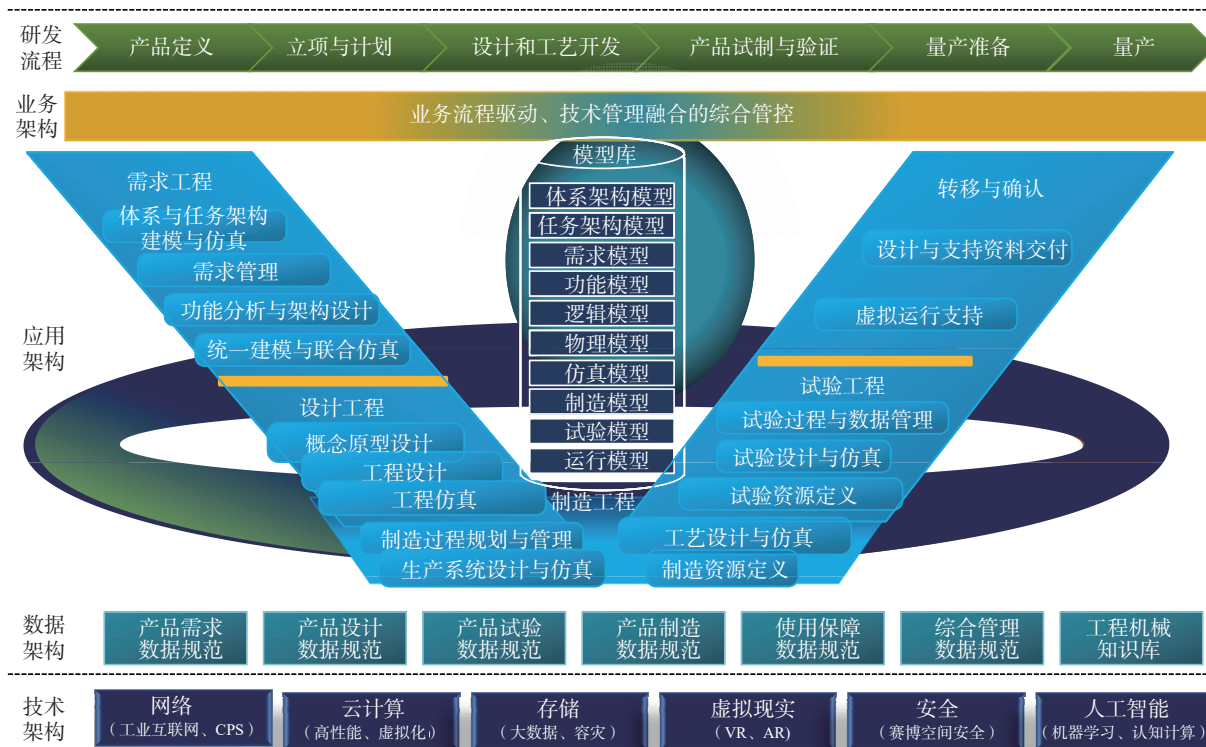 研发
流程
产品定义
立项与计划
设计和工艺开发
产品试制与验证
量产准备
量产
业务
架构
业务流程驱动、技术管理融合的综合管控
应用
架构
需求工程
体系与任务架构
建模与仿真
需求管理
功能分析与架构设计
统一建模与联合仿真
设计工程
概念原型设计
工程设计
工程仿真
模型库
体系架构模型
任务架构模型
需求模型
功能模型
逻辑模型
物理模型
仿真模型
制造模型
试验模型
运行模型
制造工程
制造过程规划与管理
生产系统设计与仿真
工艺设计与仿真
制造资源定义
转移与确认
设计与支持资料交付
虚拟运行支持
试验工程
试验过程与数据管理
试验设计与仿真
试验资源定义
数据
架构
产品需求
数据规范
产品设计
数据规范
产品试验
数据规范
产品制造
数据规范
使用保障
数据规范
综合管理
数据规范
工程机械
知识库
技术
架构
网络
(工业互联网、CPS)
云计算
(高性能、虚拟化)
存储
(大数据、容灾)
虚拟现实
(VR、AR)
安全
(赛博空间安全)
人工智能
(机器学习、认知计算)